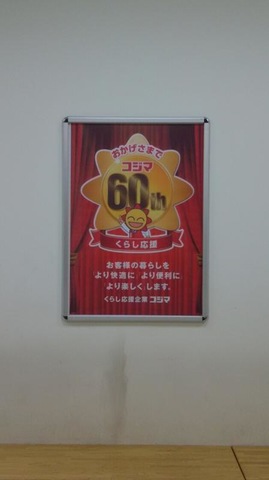 おかげさまで
コジマ
60th
くらし応援
お客様の暮らしを
より快適に より便利に
より楽しくします。
くらし応援企業 コジマ